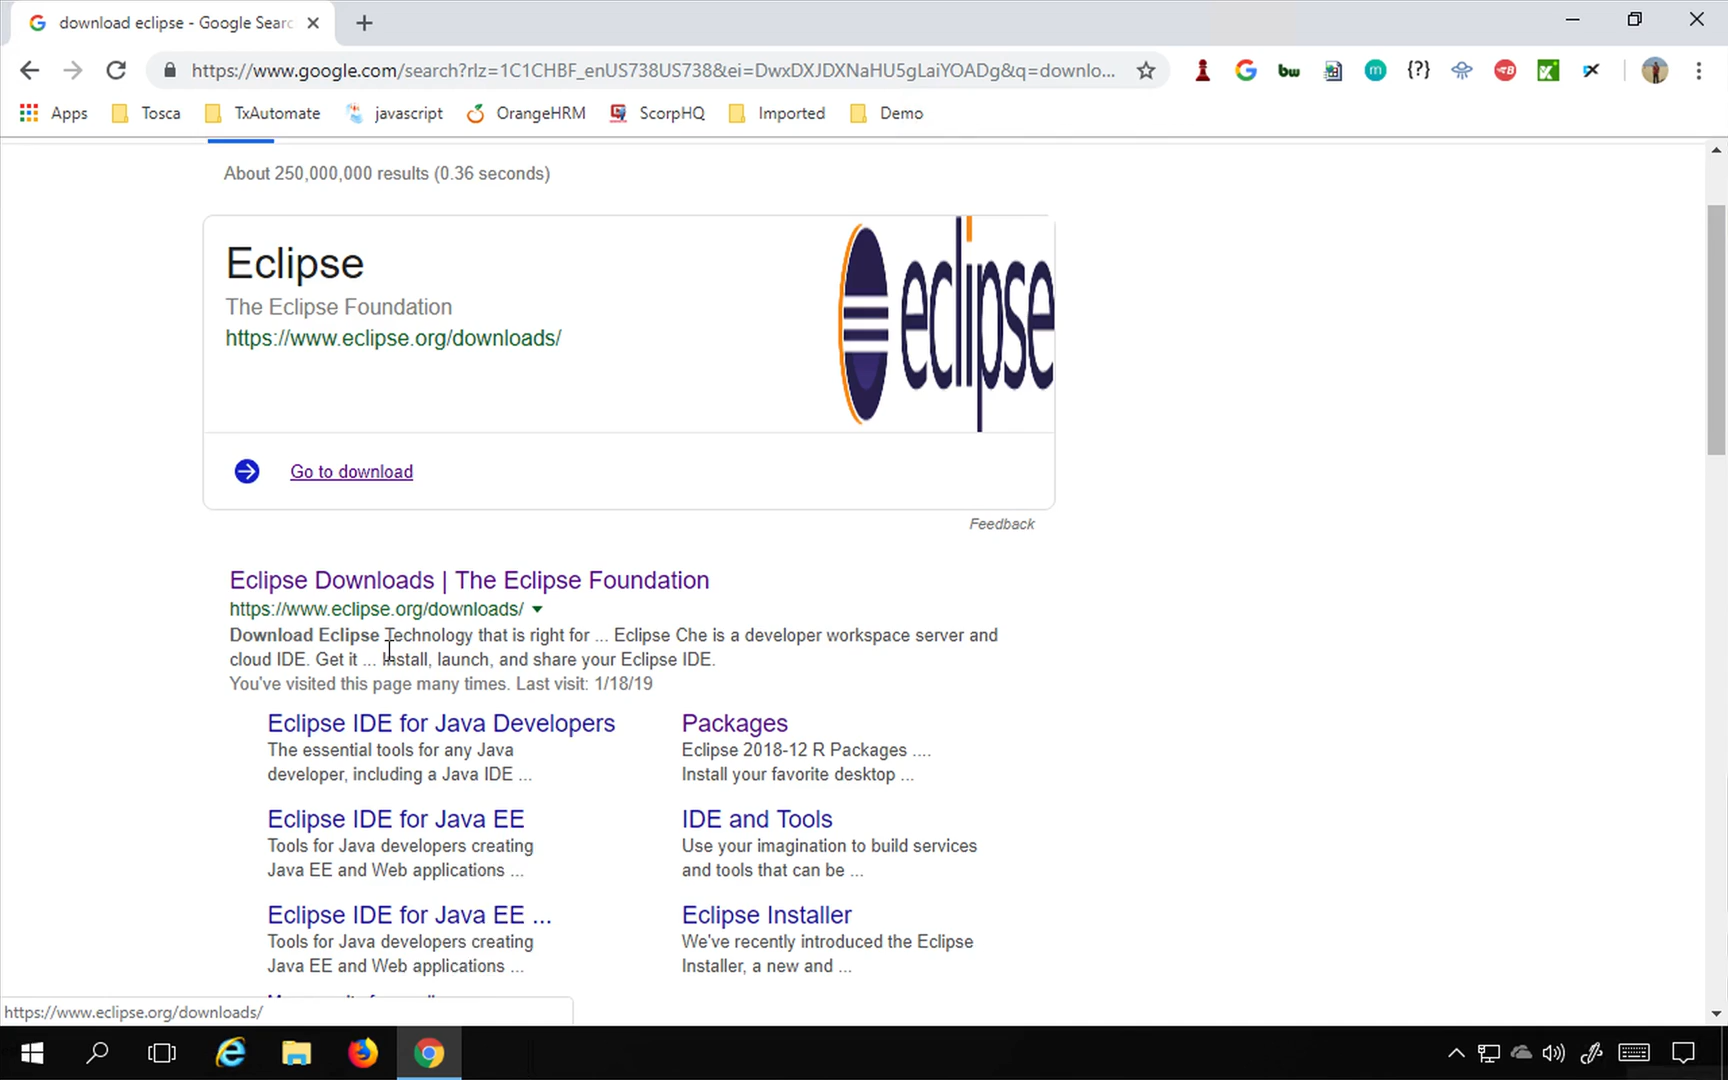 download eclipse - Google Searc
https://www.google.com/search?rlz=1C1CHBF_enUS738US738&ei=DwxDXJDXNaHU5gLaiYOADg&q=downlo...
bw
m
{?}
Apps
Tosca
TxAutomate
javascript
OrangeHRM
ScorpHQ
Imported
Demo
About 250,000,000 results (0.36 seconds)
Eclipse
The Eclipse Foundation
https://www.eclipse.org/downloads/
eclipse
Go to download
Feedback
Eclipse Downloads | The Eclipse Foundation
https://www.eclipse.org/downloads/
Download Eclipse Technology that is right for ... Eclipse Che is a developer workspace server and
cloud IDE. Get it ... Install, launch, and share your Eclipse IDE.
You've visited this page many times. Last visit: 1/18/19
Eclipse IDE for Java Developers
The essential tools for any Java
developer, including a Java IDE ...
Packages
Eclipse 2018-12 R Packages ....
Install your favorite desktop ...
Eclipse IDE for Java EE
Tools for Java developers creating
Java EE and Web applications ...
IDE and Tools
Use your imagination to build services
and tools that can be ...
Eclipse IDE for Java EE ...
Tools for Java developers creating
Java EE and Web applications ...
Eclipse Installer
We've recently introduced the Eclipse
Installer, a new and ...
https://www.eclipse.org/downloads/